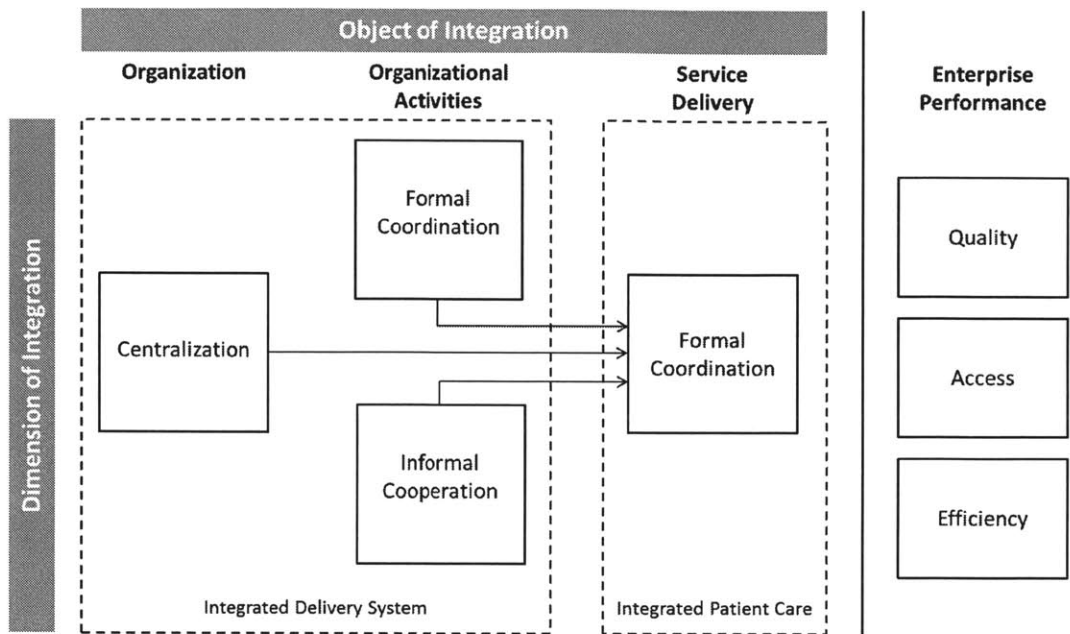 Object of Integration
Organization
Organizational
Activities
Service
Delivery
Enterprise
Performance
Dimension of Integration
Formal
Coordination
Centralization
Informal
Cooperation
Formal
Coordination
Quality
Access
Efficiency
Integrated Delivery System
Integrated Patient Care